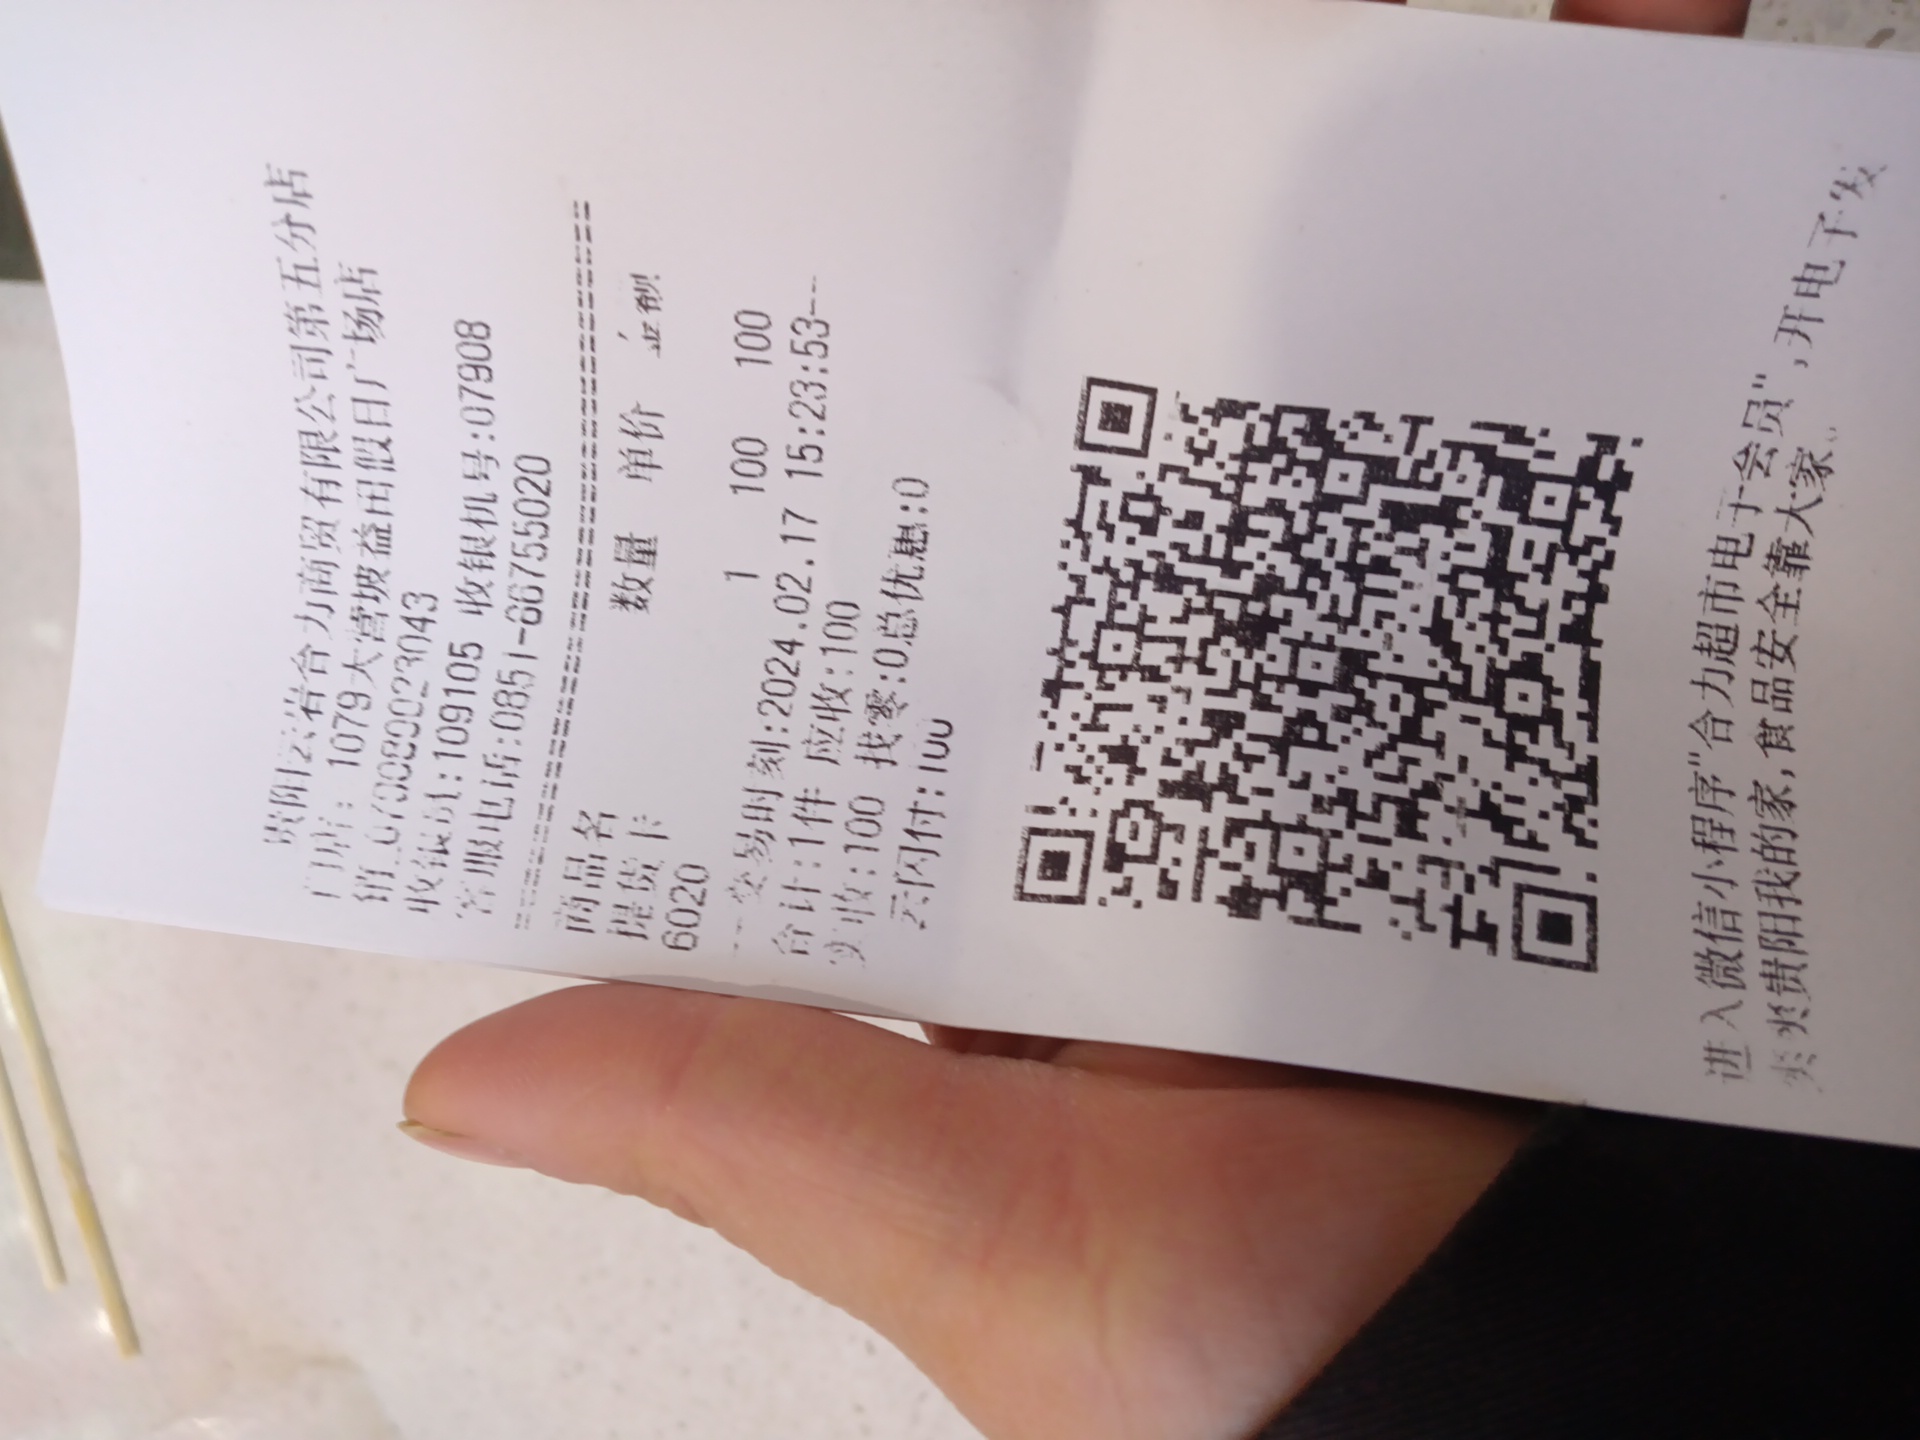 贵阳云岩合力商贸有限公司第五分店
门店: 1079大营坡益田假日广场店
销:0790800023043
收银员:109105 收银机号:07908
客服电话:0851-86755020
商品名 数量 单价 金额
提货卡
6020 1 100 100
---交易时刻:2024.02.17 15:23:53---
合计:1件 应收:100
实收:100 找零:0总优惠:0
云闪付:100
进入微信小程序"合力超市电子会员",开电子发
爽爽贵阳我的家,食品安全靠大家。